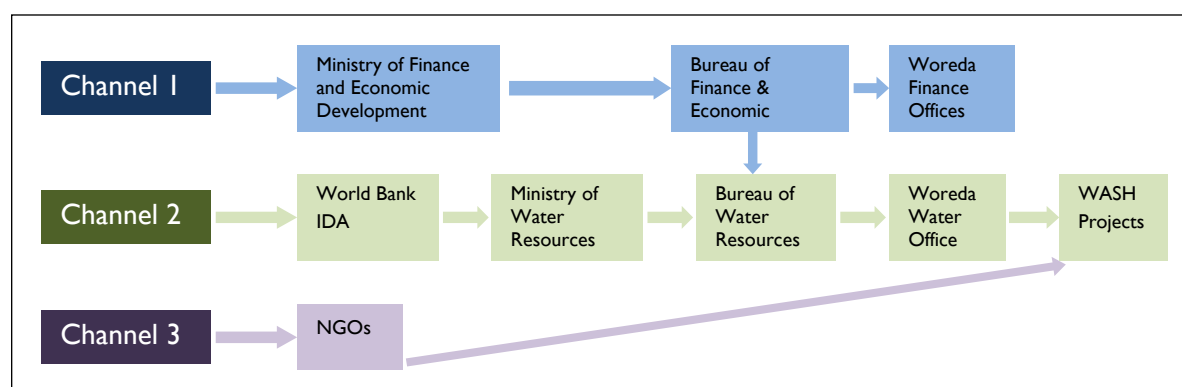 Channel 1
Ministry of Finance
and Economic
Development
Bureau of
Finance &
Economic
Woreda
Finance
Offices
Channel 2
World Bank
IDA
Ministry of
Water
Resources
Bureau of
Water
Resources
Woreda
Water
Office
WASH
Projects
Channel 3
NGOs